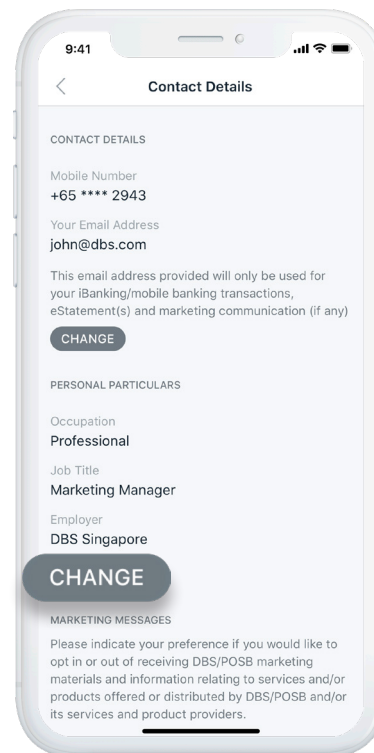 9:41
Contact Details
CONTACT DETAILS
Mobile Number
+65 **** 2943
Your Email Address
john@dbs.com
This email address provided will only be used for
your iBanking/mobile banking transactions,
eStatement(s) and marketing communication (if any)
CHANGE
PERSONAL PARTICULARS
Occupation
Professional
Job Title
Marketing Manager
Employer
DBS Singapore
CHANGE
MARKETING MESSAGES
Please indicate your preference if you would like to
opt in or out of receiving DBS/POSB marketing
materials and information relating to services and/or
products offered or distributed by DBS/POSB and/or
its services and product providers.